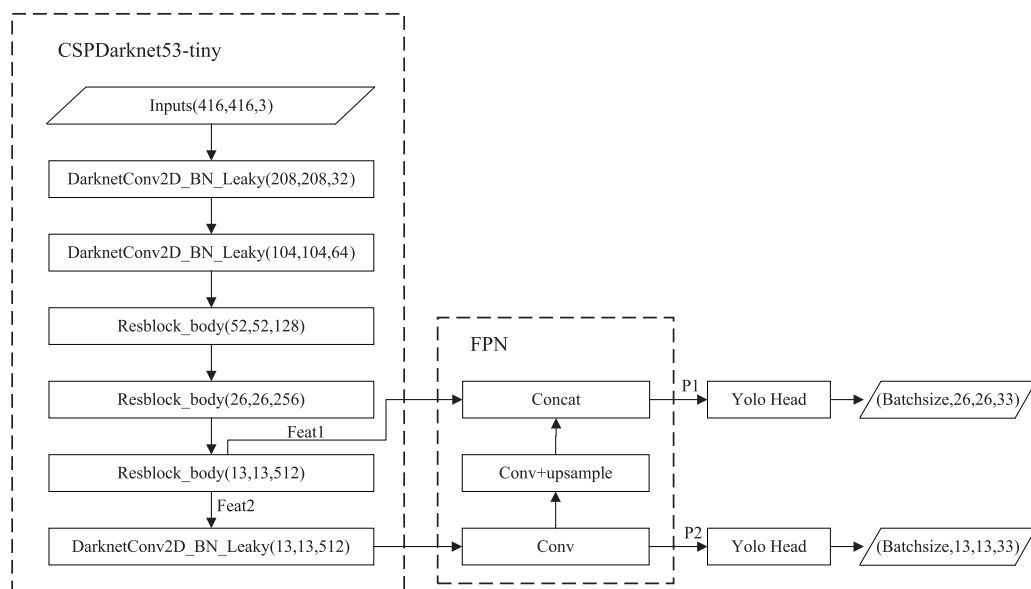 CSPDarknet53-tiny
Inputs(416,416,3)
DarknetConv2D_BN_Leaky(208,208,32)
DarknetConv2D_BN_Leaky(104,104,64)
Resblock_body(52,52,128)
Resblock_body(26,26,256)
Feat1
Resblock_body(13,13,512)
Feat2
DarknetConv2D_BN_Leaky(13,13,512)
FPN
Concat
Conv+upsample
Conv
P1
Yolo Head
(Batchsize,26,26,33)
P2
Yolo Head
(Batchsize,13,13,33)